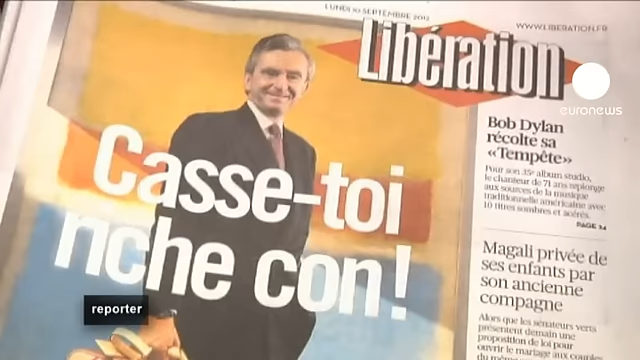 LUNDI 10 SEPTEMBRE 2012
WWW.LIBERATION.FR
Libération
euronews
Casse-toi
riche con!
Bob Dylan
récolte sa
«Tempête»
Pour son 35e album studio,
le chanteur de 71 ans replonge
aux sources de la musique
traditionnelle américaine avec
10 titres sombres et acérés.
PAGE 24
Magali privée de
ses enfants par
son ancienne
compagne
Alors que les sénateurs verts
présentent demain une
proposition de loi pour
ouvrir le mariage aux couples
du même
reporter